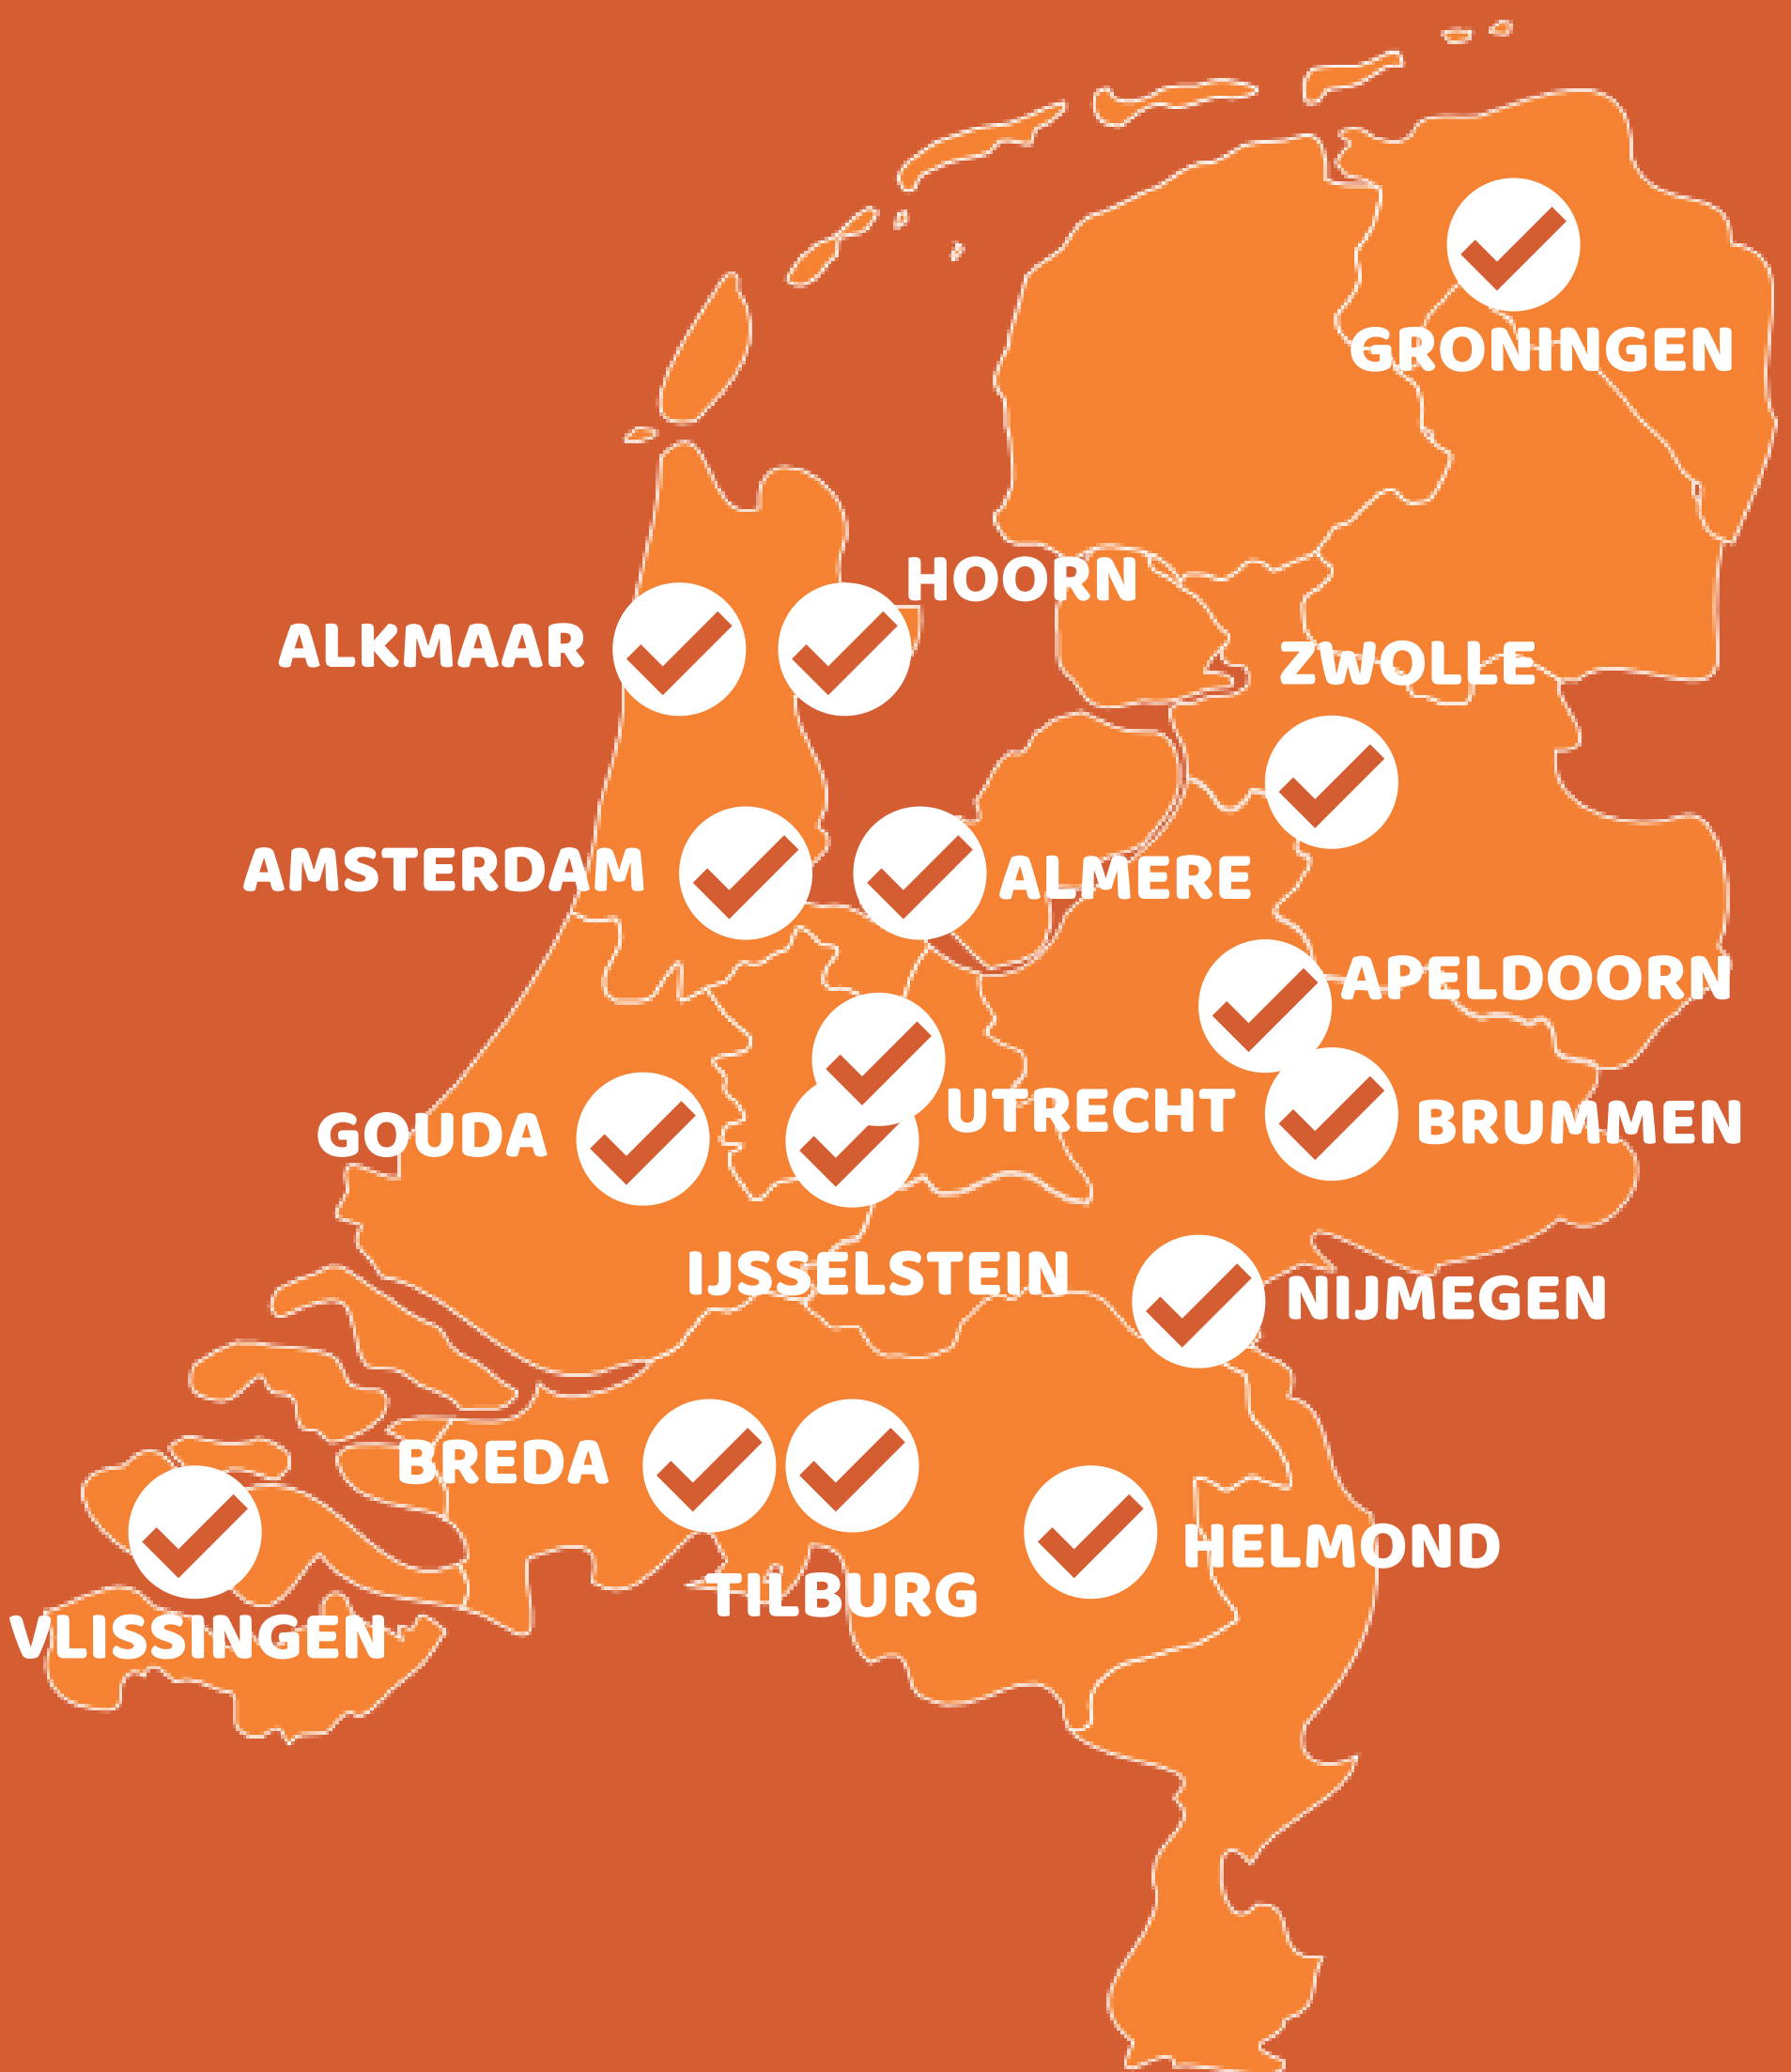 GRONINGEN
HOORN
ALKMAAR
ZWOLLE
AMSTERDAM
ALMERE
APELDOORN
UTRECHT
BRUMMEN
GOUDA
IJSSELSTEIN
NIJMEGEN
BREDA
HELMOND
TILBURG
VLISSINGEN